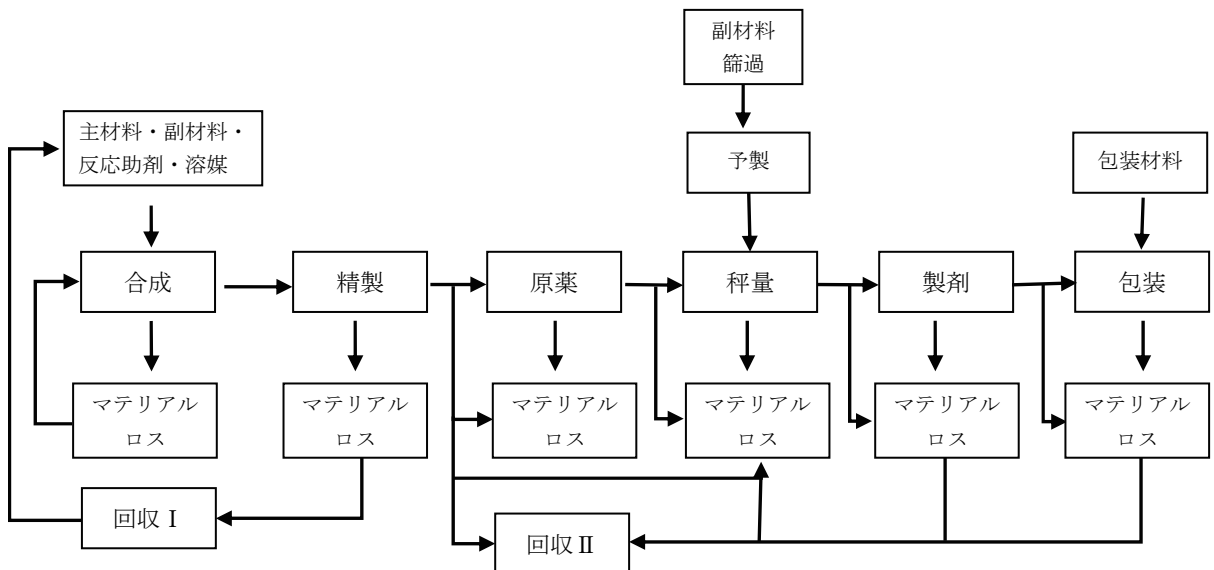 副材料
篩過
主材料・副材料・
反応助剤・溶媒
予製
包装材料
合成
精製
原薬
秤量
製剤
包装
マテリアル
ロス
マテリアル
ロス
マテリアル
ロス
マテリアル
ロス
マテリアル
ロス
マテリアル
ロス
回収Ⅰ
回収Ⅱ